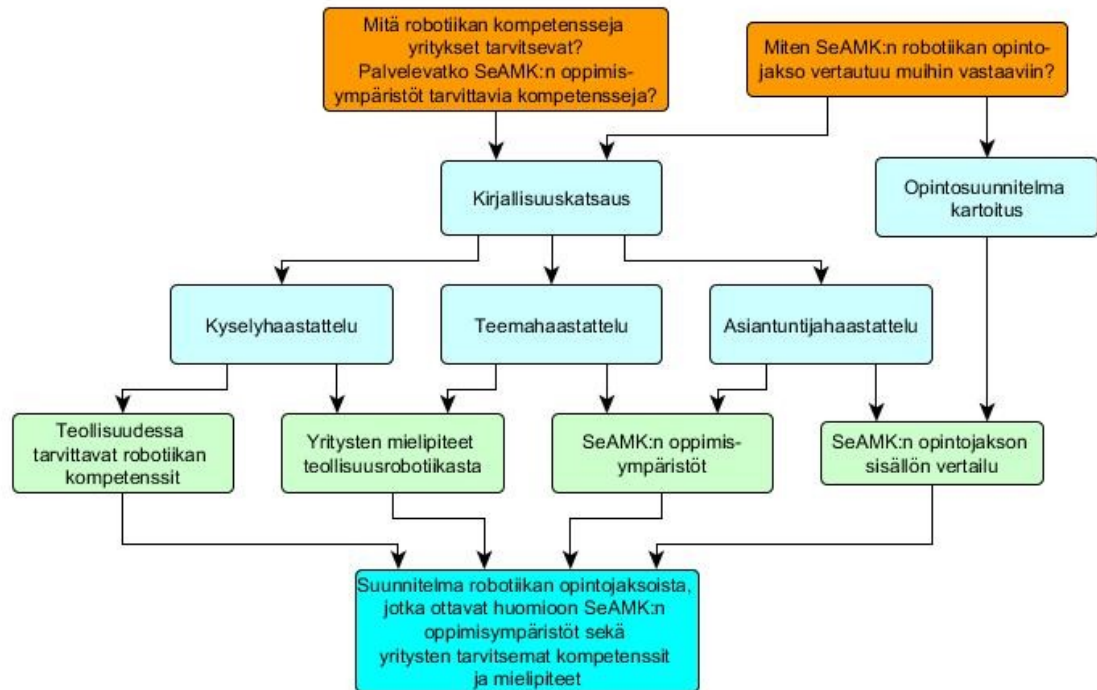 Mitä robotiikan kompetensseja
yritykset tarvitsevat?
Palvelevatko SeAMK:n oppimis-
ympäristöt tarvittavia kompetensseja?
Miten SeAMK:n robotiikan opinto-
jakso vertautuu muihin vastaaviin?
Kirjallisuuskatsaus
Opintosuunnitelma
kartoitus
Kyselyhaastattelu
Teemahaastattelu
Asiantuntijahaastattelu
Teollisuudessa
tarvittavat robotiikan
kompetenssit
Yritysten mielipiteet
teollisuusrobotiikasta
SeAMK:n oppimis-
ympäristöt
SeAMK:n opintojakson
sisällön vertailu
Suunnitelma robotiikan opintojaksoista,
jotka ottavat huomioon SeAMK:n
oppimisympäristöt sekä
yritysten tarvitsemat kompetenssit
ja mielipiteet